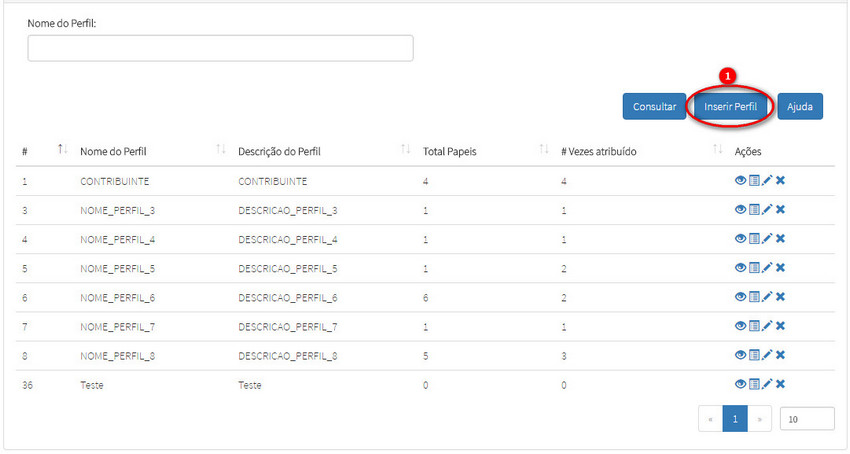 Nome do Perfil:
1
Consultar Inserir Perfil Ajuda
# Nome do Perfil Descrição do Perfil Total Papeis # Vezes atribuído Ações
1 CONTRIBUINTE CONTRIBUINTE 4 4
3 NOME_PERFIL_3 DESCRICAO_PERFIL_3 1 1
4 NOME_PERFIL_4 DESCRICAO_PERFIL_4 1 1
5 NOME_PERFIL_5 DESCRICAO_PERFIL_5 1 2
6 NOME_PERFIL_6 DESCRICAO_PERFIL_6 6 2
7 NOME_PERFIL_7 DESCRICAO_PERFIL_7 1 1
8 NOME_PERFIL_8 DESCRICAO_PERFIL_8 5 3
36 Teste Teste 0 0
« 1 » 10